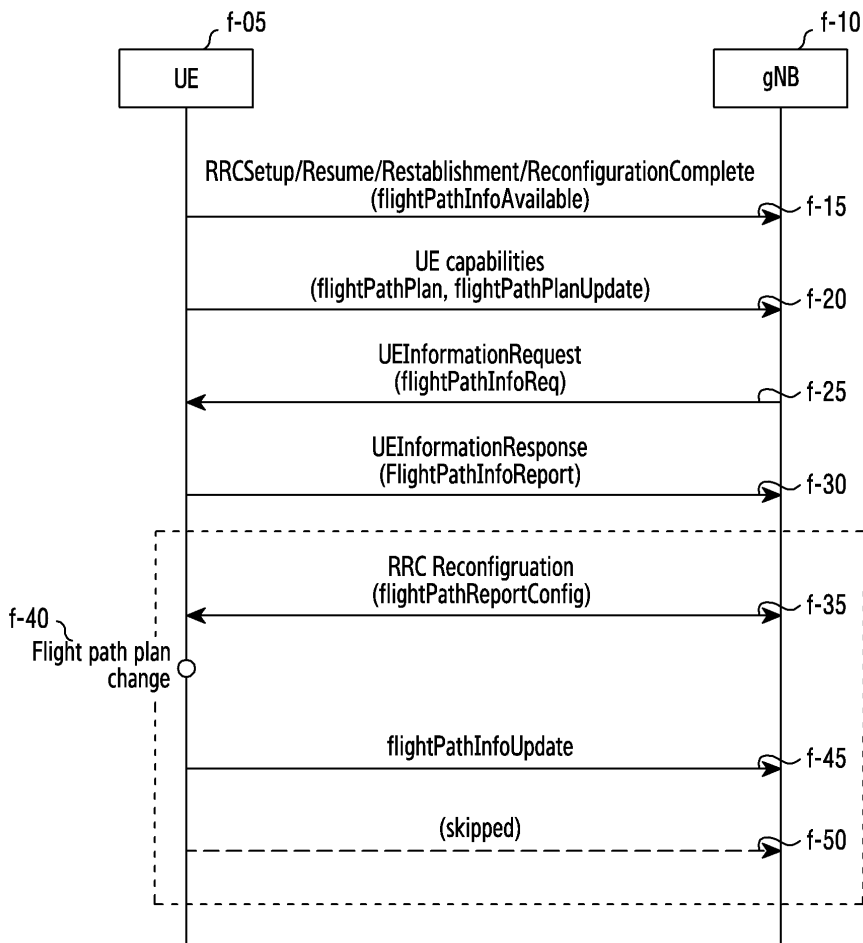 f-05
f-10
UE
gNB
RRCSetup/Resume/Restablishment/ReconfigurationComplete
(flightPathInfoAvailable)
f-15
UE capabilities
(flightPathPlan, flightPathPlanUpdate)
f-20
UEInformationRequest
(flightPathInfoReq)
f-25
UEInformationResponse
(FlightPathInfoReport)
f-30
RRC Reconfigruation
(flightPathReportConfig)
f-35
f-40
Flight path plan
change
flightPathInfoUpdate
f-45
(skipped)
f-50